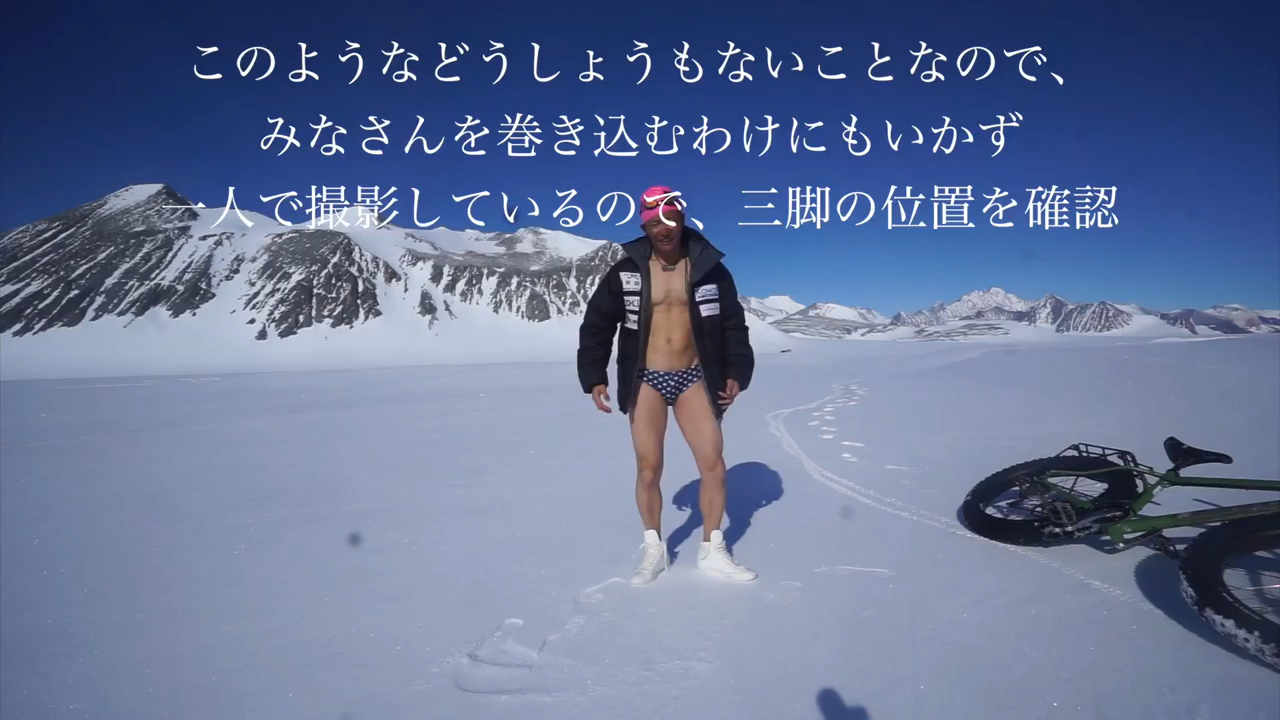 このようなどうしょうもないことなので、
みなさんを巻き込むわけにもいかず
一人で撮影しているので、三脚の位置を確認